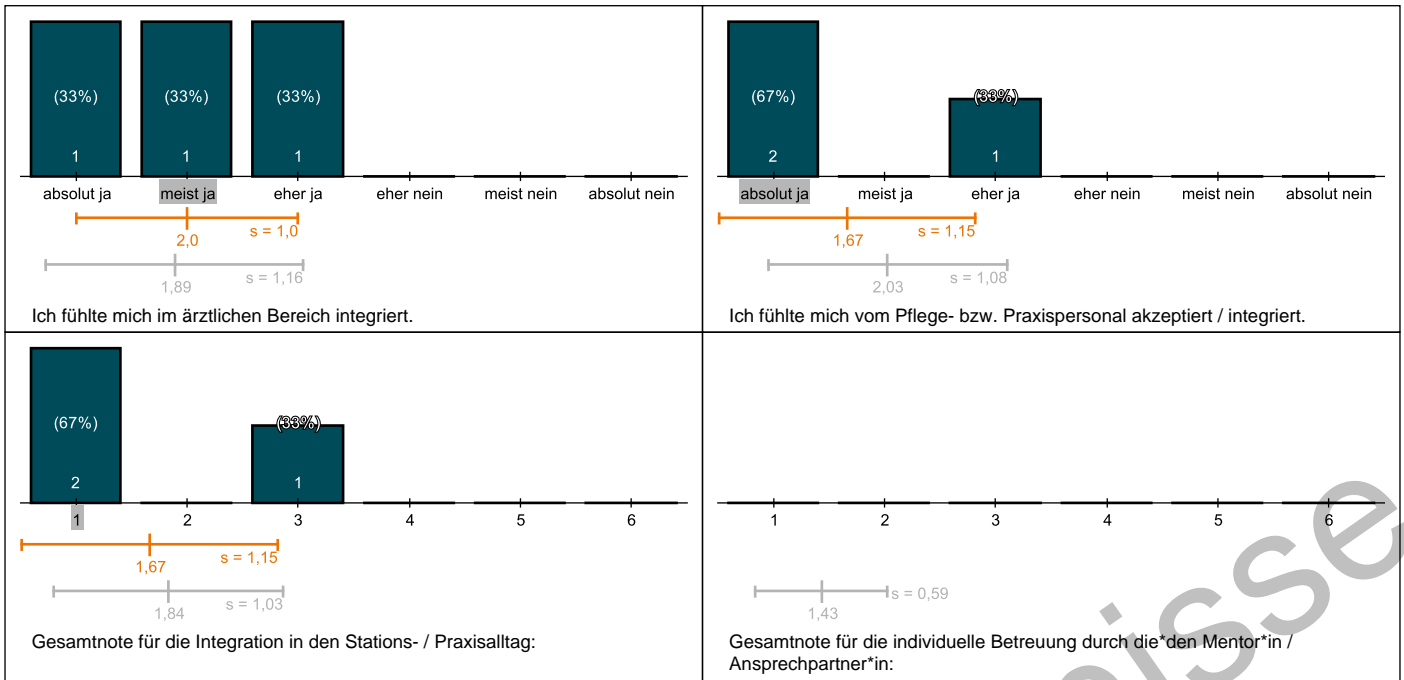 (33%) (33%) (33%)
1 1 1
absolut ja meist ja eher ja eher nein meist nein absolut nein
s = 1,0
2,0
s = 1,16
1,89
Ich fühlte mich im ärztlichen Bereich integriert.
(67%) (33%)
2 1
absolut ja meist ja eher ja eher nein meist nein absolut nein
s = 1,15
1,67
s = 1,08
2,03
Ich fühlte mich vom Pflege- bzw. Praxispersonal akzeptiert / integriert.
(67%) (33%)
2 1
1 2 3 4 5 6
s = 1,15
1,67
s = 1,03
1,84
Gesamtnote für die Integration in den Stations- / Praxisalltag:
1 2 3 4 5 6
s = 0,59
1,43
Gesamtnote für die individuelle Betreuung durch die*den Mentor*in /
Ansprechpartner*in:
isse